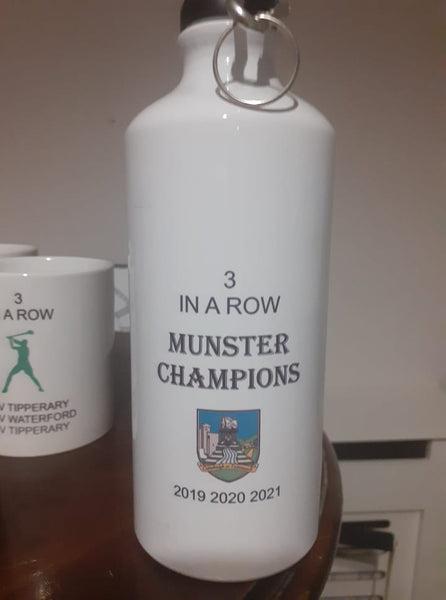 3
IN A ROW
MUNSTER
CHAMPIONS
2019 2020 2021
3
A ROW
TIPPERARY
WATERFORD
TIPPERARY